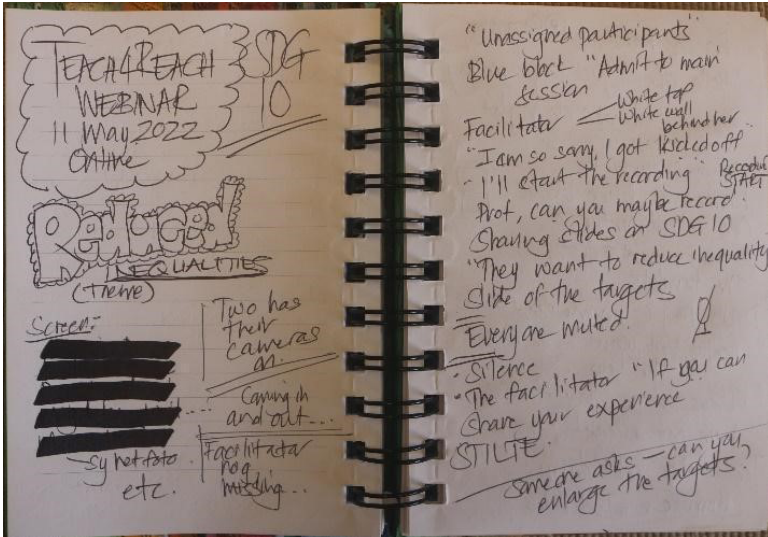 TEACH4REACH
WEBINAR
11 May 2022
Online
SDG
10
Reduced
INEQUALITIES
(Theme)
Screen:-
Two has
their
cameras
on.
Coming in
and out...
- sy het foto
etc.
Facilitator
nog
missing...
"Unassigned participants"
Blue block "Admit to main
session
Facilitator
White top
White wall
behind her
"I am so sorry, I got kicked off
- I'll start the recording"
START
Prof, can you maybe record.
Sharing slides on SDG 10
"They want to reduce inequality
Slide of the targets
Everyone muted.
• Silence
• The facilitator "If you can
share your experience
STILTE.
Someone asks – can you
enlarge the targets?